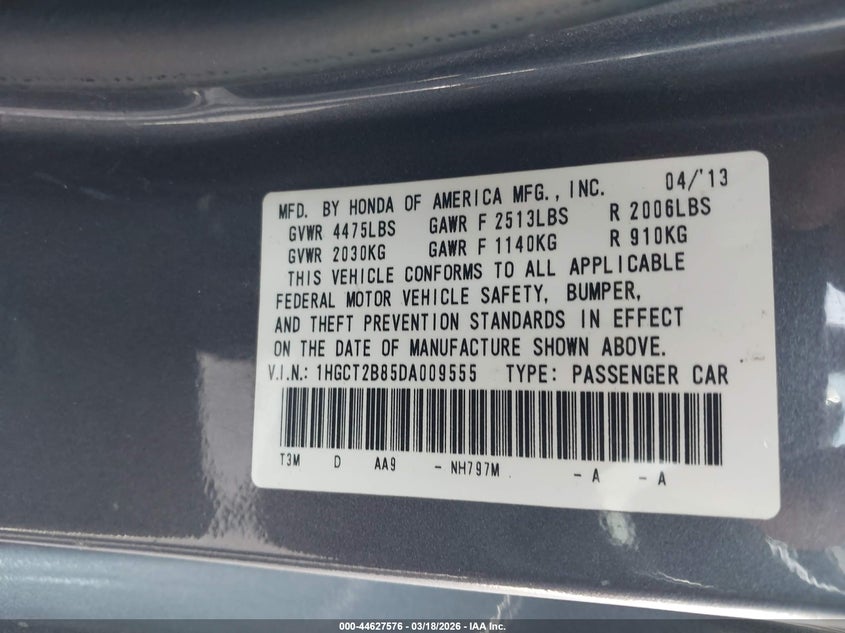 MFD. BY HONDA OF AMERICA MFG., INC. 04/'13
GVWR 4475LBS GAWR F 2513LBS R 2006LBS
GVWR 2030KG GAWR F 1140KG R 910KG
THIS VEHICLE CONFORMS TO ALL APPLICABLE
FEDERAL MOTOR VEHICLE SAFETY, BUMPER,
AND THEFT PREVENTION STANDARDS IN EFFECT
ON THE DATE OF MANUFACTURE SHOWN ABOVE.
V.I.N.: 1HGCT2B85DA009555 TYPE: PASSENGER CAR
T3M D AA9 - NH797M - A - A
000-44627576 - 03/18/2026 - IAA Inc.